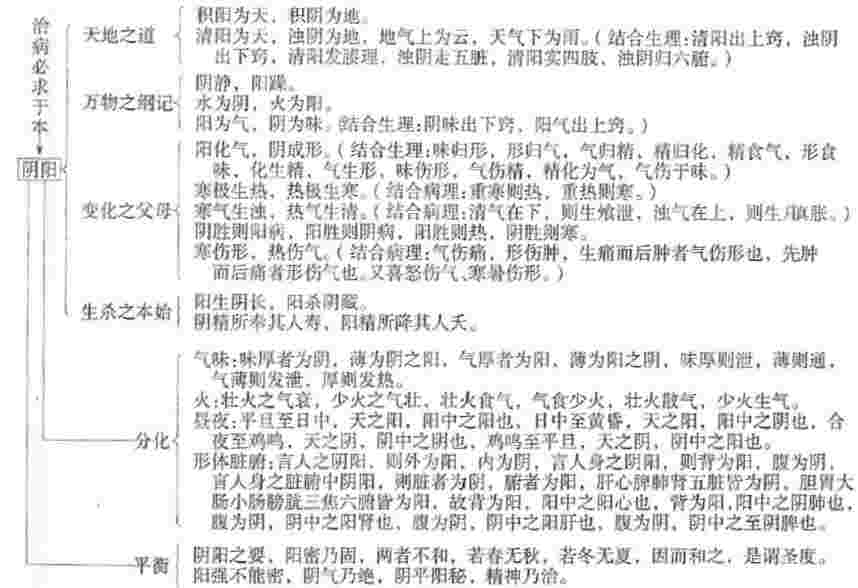 治病必求于本
阴阳
天地之道
积阳为天，积阴为地。
清阳为天，浊阴为地，地气上为云，天气下为雨。（结合生理：清阳出上窍，浊阴
出下窍，清阳发腠理，浊阴走五脏，清阳实四肢，浊阴归六腑。）
万物之纲记
阴静，阳躁。
水为阴，火为阳。
阳为气，阴为味。（结合生理：阴味出下窍，阳气出上窍。）
变化之父母
阳化气，阴成形。（结合生理：味归形，形归气，气归精，精归化，精食气，形食
味，化生精，气生形，味伤形，气伤精，精化为气，气伤于味。）
寒极生热，热极生寒。（结合病理：重寒则热，重热则寒。）
寒气生浊，热气生清。（结合病理：清气在下，则生飧泄，浊气在上，则生䐜胀。）
阴胜则阳病，阳胜则阴病，阳胜则热，阴胜则寒。
寒伤形，热伤气。（结合病理：气伤痛，形伤肿，生痛而后肿者气伤形也，先肿
而后痛者形伤气也。又喜怒伤气、寒暑伤形。）
生杀之本始
阳生阴长，阳杀阴藏。
阴精所奉其人寿，阳精所降其人夭。
分化
气味：味厚者为阴，薄为阴之阳，气厚者为阳，薄为阳之阴，味厚则泄，薄则通，
气薄则发泄，厚则发热。
火：壮火之气衰，少火之气壮，壮火食气，气食少火，壮火散气，少火生气。
昼夜：平旦至日中，天之阳，阳中之阳也，日中至黄昏，天之阳，阳中之阴也，合
夜至鸡鸣，天之阴，阴中之阴也，鸡鸣至平旦，天之阴，阴中之阳也。
形体脏腑：言人之阴阳，则外为阳，内为阴，言人身之阴阳，则背为阳，腹为阴，
言人身之脏腑中阴阳，则脏者为阴，腑者为阳，肝心脾肺肾五脏皆为阴，胆胃大
肠小肠膀胱三焦六腑皆为阳，故背为阳，阳中之阳心也，背为阳，阳中之阴肺也，
腹为阴，阴中之阳肾也，腹为阴，阴中之阳肝也，腹为阴，阴中之至阴脾也。
平衡
阴阳之要，阳密乃固，两者不和，若春无秋，若冬无夏，因而和之，是谓圣度。
阳强不能密，阴气乃绝，阴平阳秘，精神乃治。